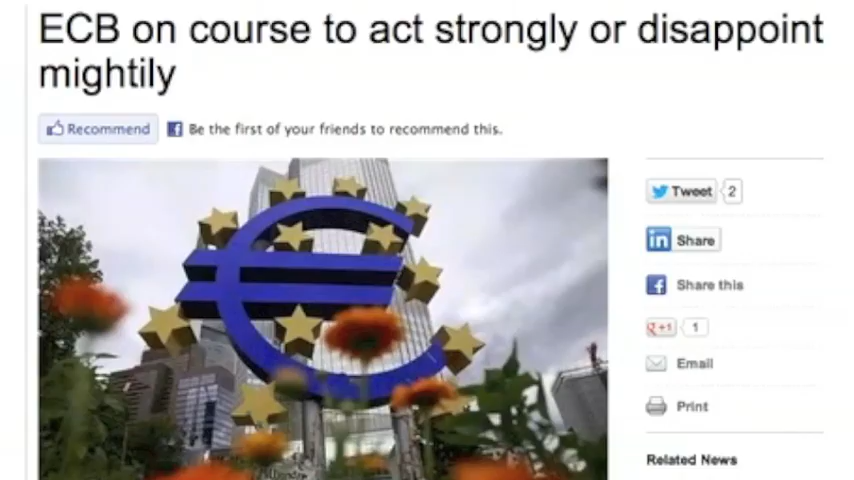 ECB on course to act strongly or disappoint
mightily
Recommend
Be the first of your friends to recommend this.
Tweet 2
in Share
Share this
g +1 1
Email
Print
Related News